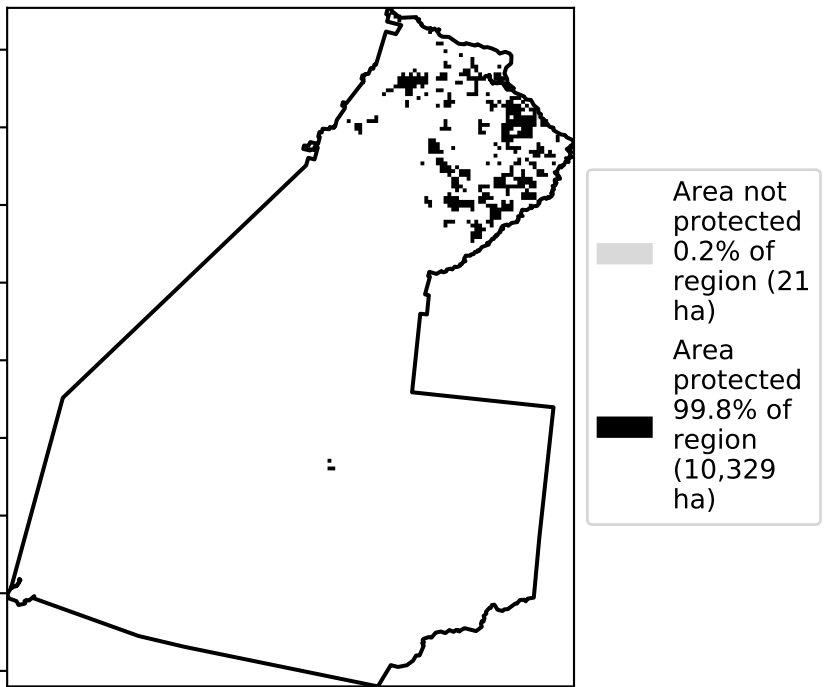 Area not
protected
0.2% of
region (21
ha)
Area
protected
99.8% of
region
(10,329
ha)